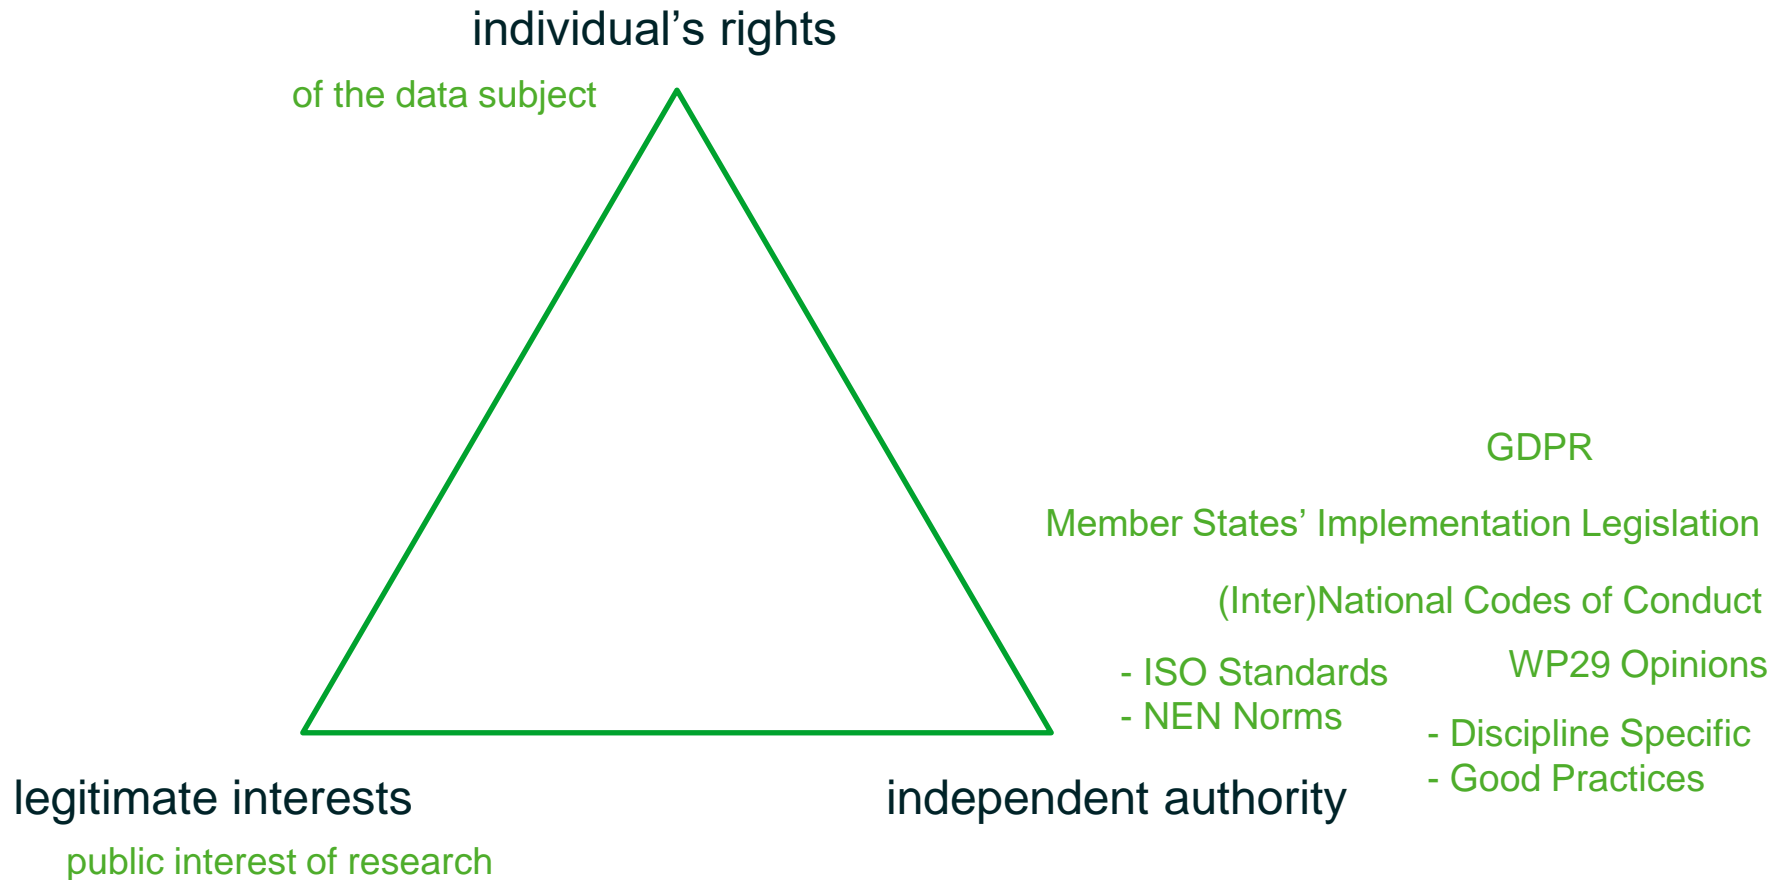 individual’s rights
of the data subject
GDPR
Member States’ Implementation Legislation
(Inter)National Codes of Conduct
- ISO Standards
- NEN Norms
WP29 Opinions
- Discipline Specific
- Good Practices
legitimate interests
independent authority
public interest of research